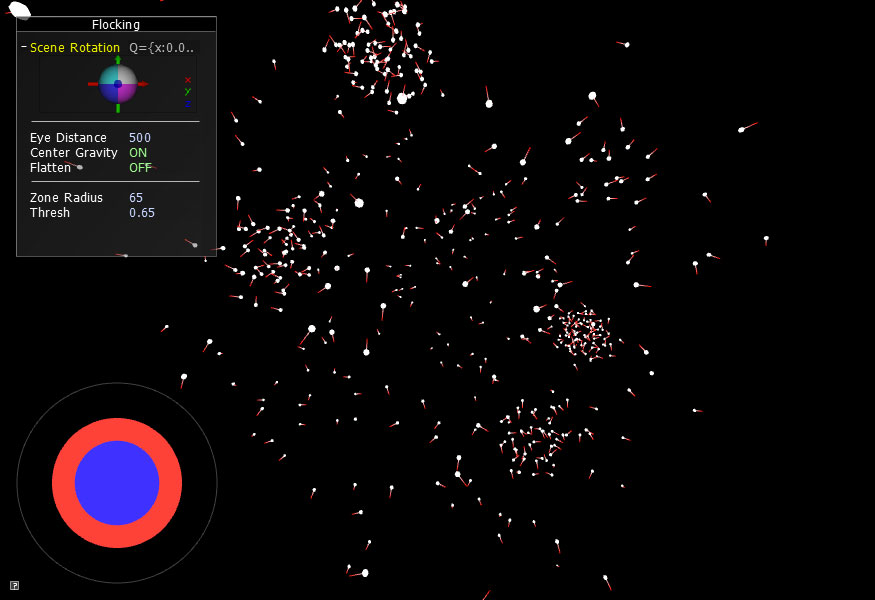 Flocking
Scene Rotation Q={x:0.0..
x
y
z
Eye Distance 500
Center Gravity ON
Flatten OFF
Zone Radius 65
Thresh 0.65
?